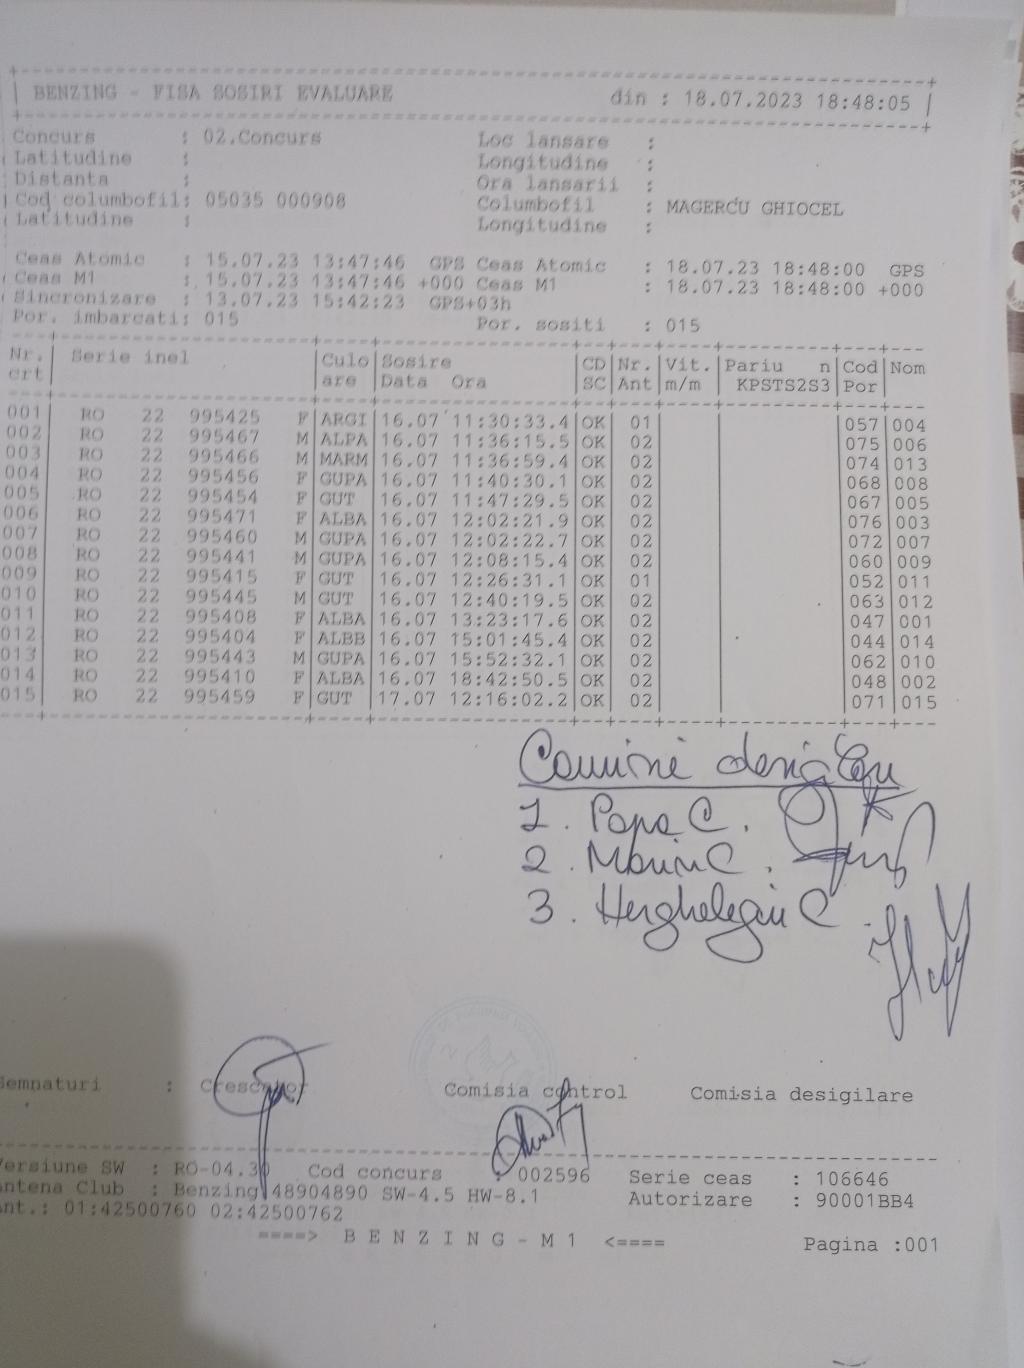 BENZING - FISA SOSIRI EVALUARE din : 18.07.2023 18:48:05
Concurs : 02.Concurs Loc lansare :
Latitudine : Longitudine :
Distanta : Ora lansarii :
Cod columbofil: 05035 000908 Columbofil : MAGERCU GHIOCEL
Latitudine : Longitudine :
Ceas Atomic : 15.07.23 13:47:46 GPS Ceas Atomic : 18.07.23 18:48:00 GPS
Ceas M1 : 15.07.23 13:47:46 +000 Ceas M1 : 18.07.23 18:48:00 +000
Sincronizare : 13.07.23 15:42:23 GPS+03h
Por. imbarcati: 015 Por. sositi : 015
Nr. Serie inel Culo Sosire CD Nr. Vit. Pariu n Cod Nom
crt are Data Ora SC Ant m/m KPSTS2S3 Por
001 RO 22 995425 F ARGI 16.07 11:30:33.4 OK 01 057 004
002 RO 22 995467 M ALPA 16.07 11:36:15.5 OK 02 075 006
003 RO 22 995466 M MARM 16.07 11:36:59.4 OK 02 074 013
004 RO 22 995456 F GUPA 16.07 11:40:30.1 OK 02 068 008
005 RO 22 995454 F GUT 16.07 11:47:29.5 OK 02 067 005
006 RO 22 995471 F ALBA 16.07 12:02:21.9 OK 02 076 003
007 RO 22 995460 M GUPA 16.07 12:02:22.7 OK 02 072 007
008 RO 22 995441 M GUPA 16.07 12:08:15.4 OK 02 060 009
009 RO 22 995415 F GUT 16.07 12:26:31.1 OK 01 052 011
010 RO 22 995445 M GUT 16.07 12:40:19.5 OK 02 063 012
011 RO 22 995408 F ALBA 16.07 13:23:17.6 OK 02 047 001
012 RO 22 995404 F ALBB 16.07 15:01:45.4 OK 02 044 014
013 RO 22 995443 M GUPA 16.07 15:52:32.1 OK 02 062 010
014 RO 22 995410 F ALBA 16.07 18:42:50.5 OK 02 048 002
015 RO 22 995459 F GUT 17.07 12:16:02.2 OK 02 071 015
1. Popa C.
2. Marin C.
3. Herghelegiu C
Semnaturi : Crescator Comisia control Comisia desigilare
Versiune SW : RO-04.30 Cod concurs : 002596 Serie ceas : 106646
Antena Club : Benzing 48904890 SW-4.5 HW-8.1 Autorizare : 90001BB4
Ant.: 01:42500760 02:42500762
====> B E N Z I N G - M 1 <==== Pagina :001